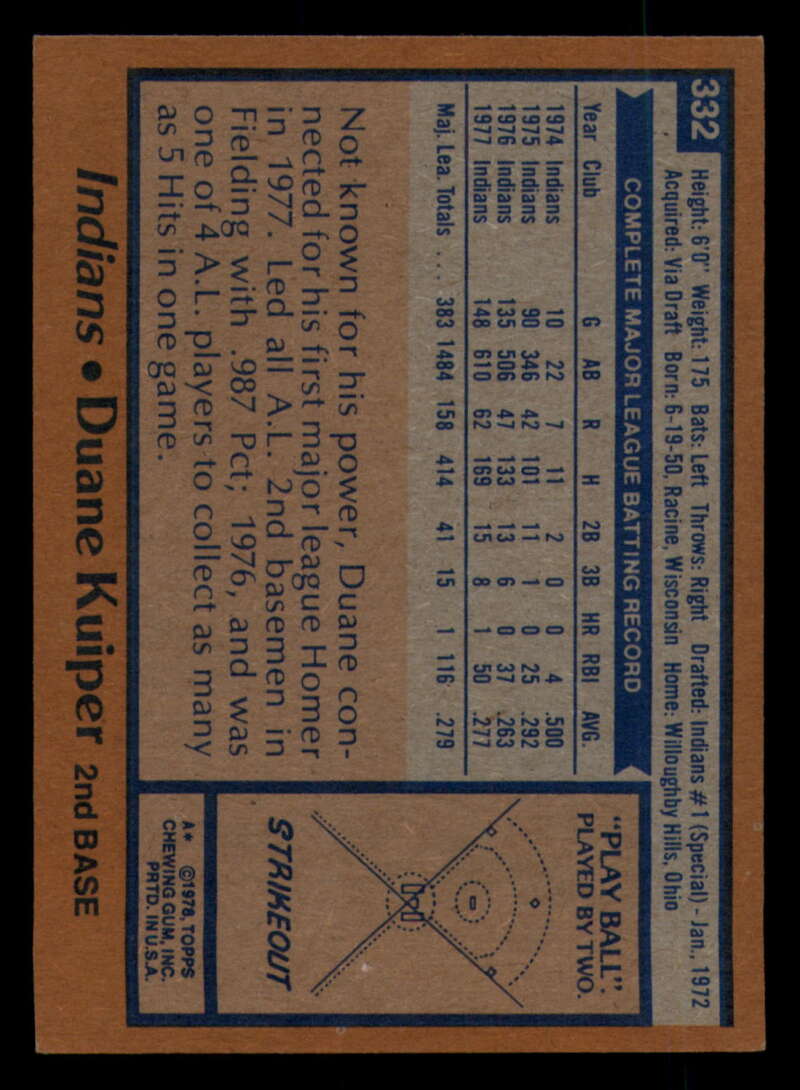 332
Height: 6'0" Weight: 175 Bats: Left Throws: Right Drafted: Indians #1 (Special) - Jan., 1972
Acquired: Via Draft Born: 6-19-50, Racine, Wisconsin Home: Willoughby Hills, Ohio
COMPLETE MAJOR LEAGUE BATTING RECORD
Year Club G AB R H 2B 3B HR RBI AVG.
1974 Indians 10 22 7 11 2 0 0 4 .500
1975 Indians 90 346 42 101 11 1 0 25 .292
1976 Indians 135 506 47 133 13 6 0 37 .263
1977 Indians 148 610 62 169 15 8 1 50 .277
Maj. Lea. Totals ... 383 1484 158 414 41 15 1 116 .279
Not known for his power, Duane con-
nected for his first major league Homer
in 1977. Led all A.L. 2nd basemen in
Fielding with .987 Pct; 1976, and was
one of 4 A.L. players to collect as many
as 5 Hits in one game.
"PLAY BALL":
PLAYED BY TWO.
STRIKEOUT
A* ©1978, TOPPS
CHEWING GUM, INC.
PRTD. IN U.S.A.
Indians • Duane Kuiper 2nd BASE